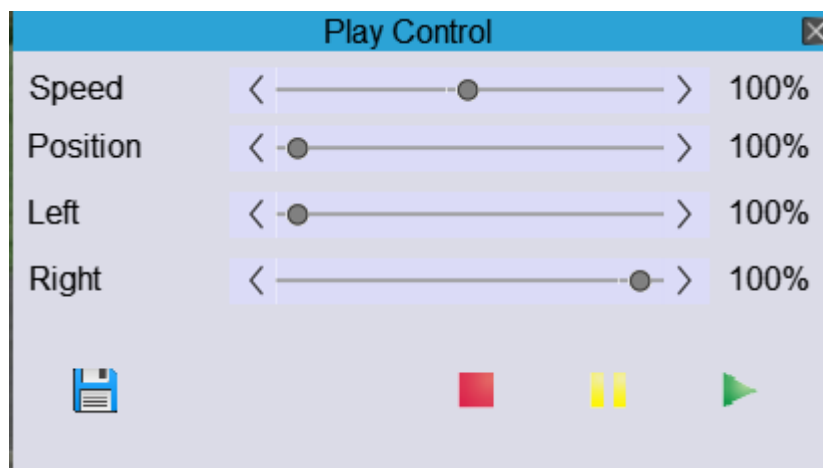 Play Control
Speed 100%
Position 100%
Left 100%
Right 100%